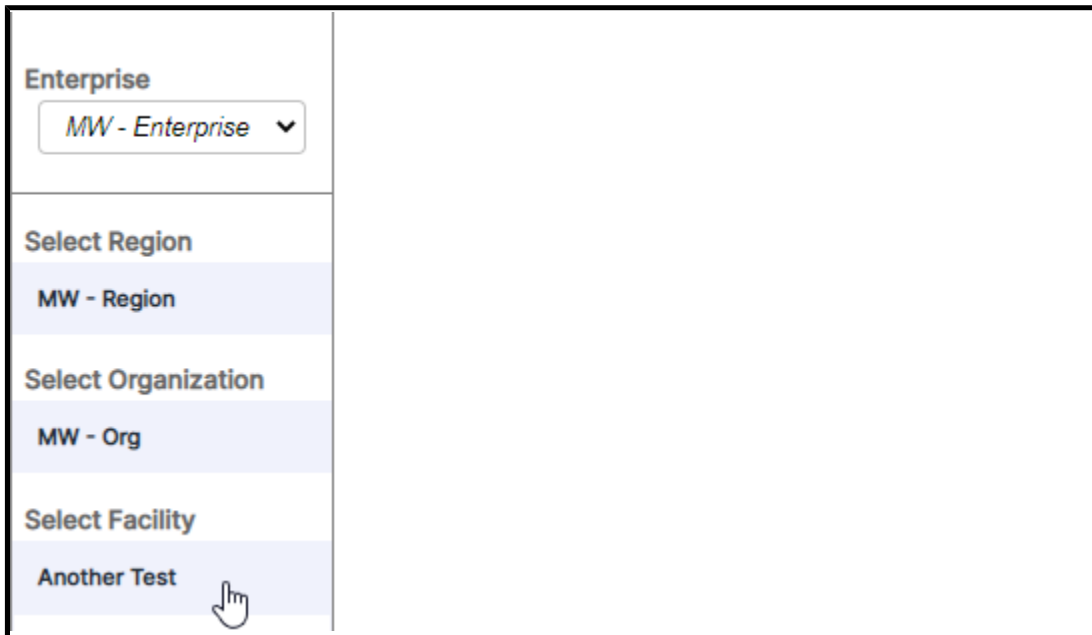 Enterprise
MW - Enterprise
Select Region
MW - Region
Select Organization
MW - Org
Select Facility
Another Test